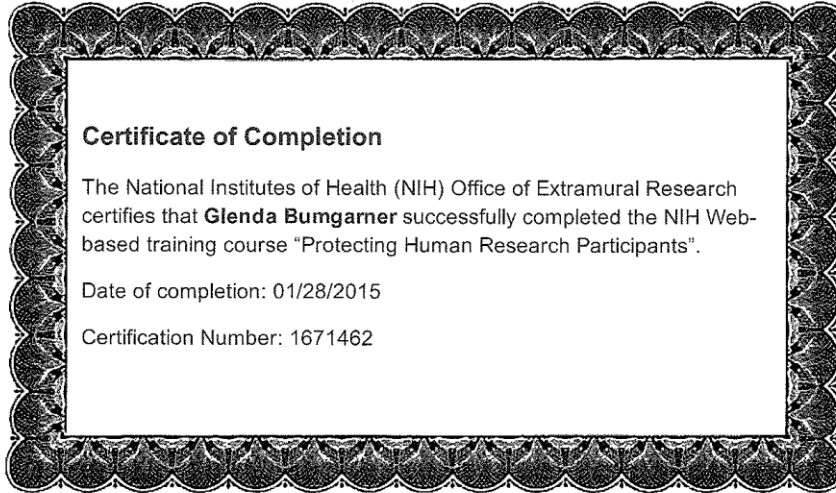 Certificate of Completion
The National Institutes of Health (NIH) Office of Extramural Research
certifies that Glenda Bumgarner successfully completed the NIH Web-
based training course “Protecting Human Research Participants”.
Date of completion: 01/28/2015
Certification Number: 1671462